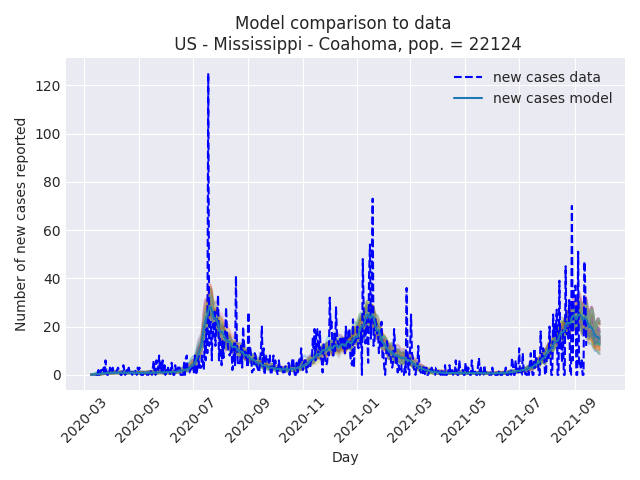 Model comparison to data
US - Mississippi - Coahoma, pop. = 22124
new cases data
new cases model
Number of new cases reported
120
100
80
60
40
20
0
2020-03
2020-05
2020-07
2020-09
2020-11
2021-01
2021-03
2021-05
2021-07
2021-09
Day